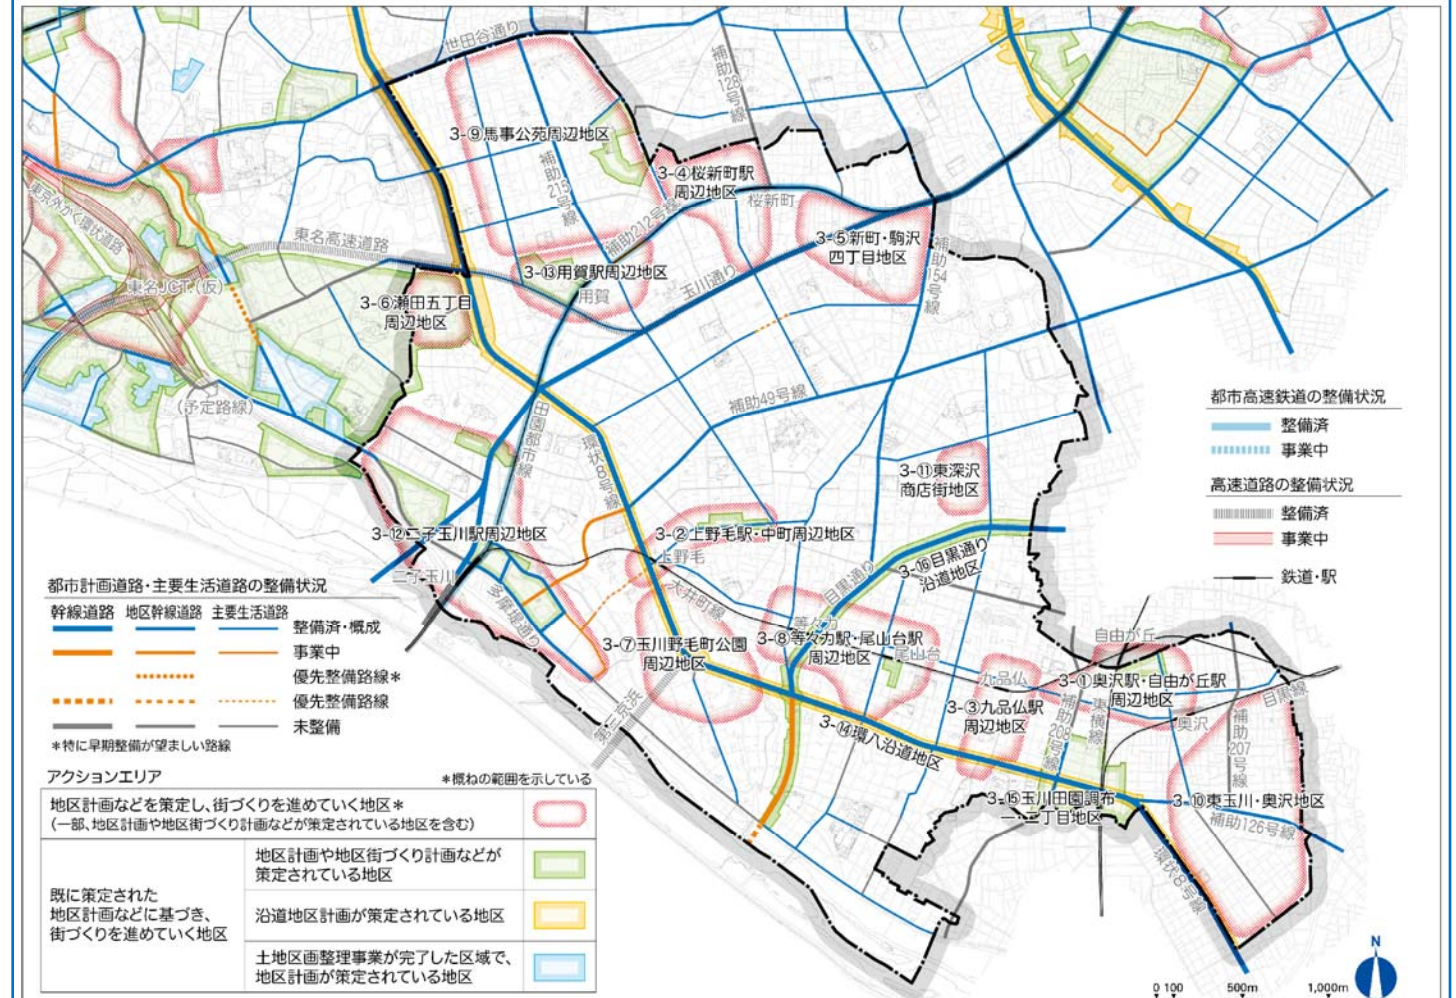 世田谷通り
補助128号線
3-⑨馬事公苑周辺地区
補助215号線
3-④桜新町駅
周辺地区
桜新町
補助212号線
3-⑤新町・駒沢
四丁目地区
補助154号線
東京外かく環状道路
東名高速道路
東名JCT.(仮)
3-⑬用賀駅周辺地区
用賀
玉川通り
3-⑥瀬田五丁目
周辺地区
(予定路線)
田園都市線
環状8号線
補助49号線
3-⑪東深沢
商店街地区
都市高速鉄道の整備状況
整備済
事業中
高速道路の整備状況
整備済
事業中
鉄道・駅
3-⑫二子玉川駅周辺地区
二子玉川
3-②上野毛駅・中町周辺地区
上野毛
大井町線
目黒通り
3-⑯目黒通り
沿道地区
多摩堤通り
3-⑦玉川野毛町公園
周辺地区
等々力
3-⑧等々力駅・尾山台駅
周辺地区
尾山台
九品仏
自由が丘
3-①奥沢駅・自由が丘駅
周辺地区
目黒線
奥沢
東横線
補助208号線
補助207号線
3-③九品仏駅
周辺地区
第三京浜
3-⑭環八沿道地区
3-⑮玉川田園調布
一・二丁目地区
3-⑩東玉川・奥沢地区
補助126号線
環状8号線
都市計画道路・主要生活道路の整備状況
幹線道路 地区幹線道路 主要生活道路
整備済・概成
事業中
優先整備路線*
優先整備路線
未整備
*特に早期整備が望ましい路線
アクションエリア
*概ねの範囲を示している
地区計画などを策定し、街づくりを進めていく地区*
(一部、地区計画や地区街づくり計画などが策定されている地区を含む)
既に策定された
地区計画などに基づき、
街づくりを進めていく地区
地区計画や地区街づくり計画などが
策定されている地区
沿道地区計画が策定されている地区
土地区画整理事業が完了した区域で、
地区計画が策定されている地区
N
0 100 500m 1,000m